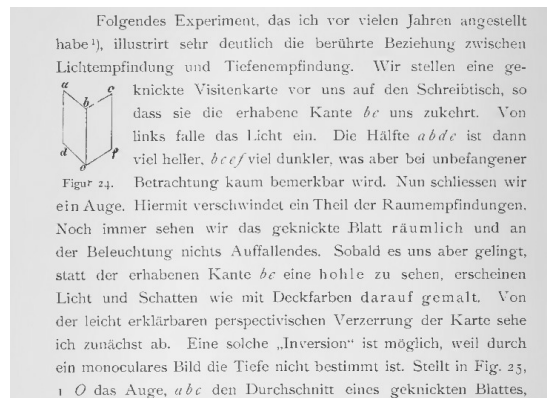 Folgendes Experiment, das ich vor vielen Jahren angestellt
habe¹), illustrirt sehr deutlich die berührte Beziehung zwischen
Lichtempfindung und Tiefenempfindung. Wir stellen eine ge-
knickte Visitenkarte vor uns auf den Schreibtisch, so
dass sie die erhabene Kante be uns zukehrt. Von
links falle das Licht ein. Die Hälfte abde ist dann
viel heller, bcef viel dunkler, was aber bei unbefangener
Betrachtung kaum bemerkbar wird. Nun schliessen wir
a
c
b
d
f
e
Figur 24.
ein Auge. Hiermit verschwindet ein Theil der Raumempfindungen.
Noch immer sehen wir das geknickte Blatt räumlich und an
der Beleuchtung nichts Auffallendes. Sobald es uns aber gelingt,
statt der erhabenen Kante be eine hohle zu sehen, erscheinen
Licht und Schatten wie mit Deckfarben darauf gemalt. Von
der leicht erklärbaren perspectivischen Verzerrung der Karte sehe
ich zunächst ab. Eine solche „Inversion“ ist möglich, weil durch
ein monoculares Bild die Tiefe nicht bestimmt ist. Stellt in Fig. 25,
1 O das Auge, abc den Durchschnitt eines geknickten Blattes,